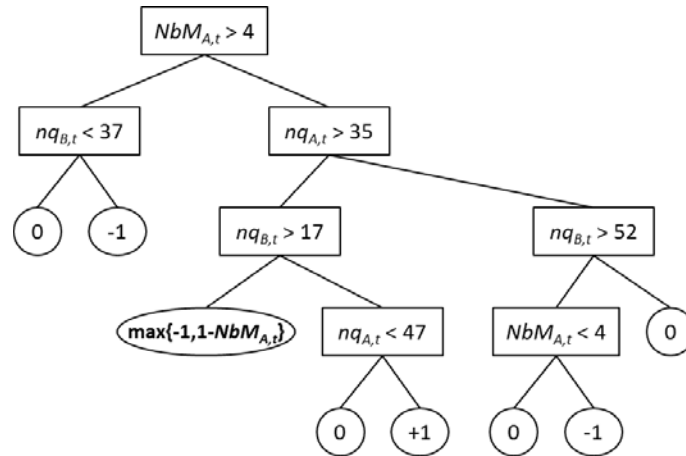 NbM_{A,t} > 4
nq_{B,t} < 37
nq_{A,t} > 35
0
-1
nq_{B,t} > 17
nq_{B,t} > 52
max{-1,1-NbM_{A,t}}
nq_{A,t} < 47
NbM_{A,t} < 4
0
0
+1
0
-1